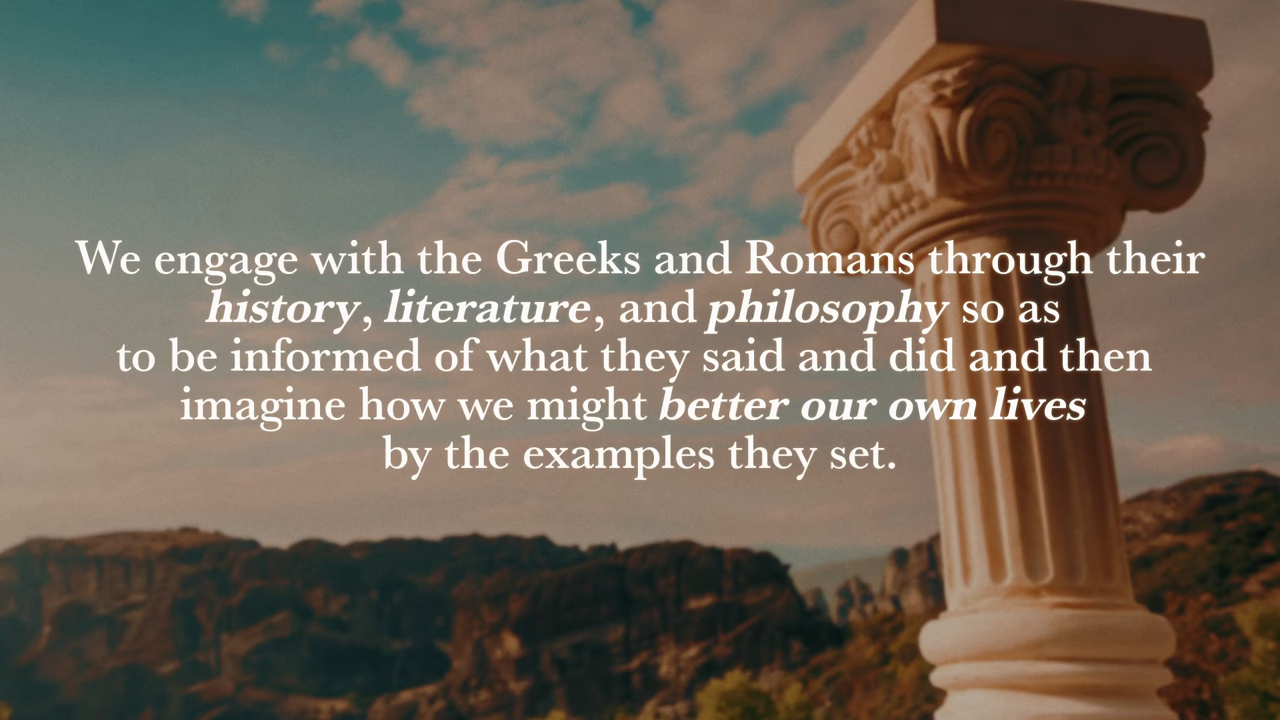 We engage with the Greeks and Romans through their
history, literature, and philosophy so as
to be informed of what they said and did and then
imagine how we might better our own lives
by the examples they set.